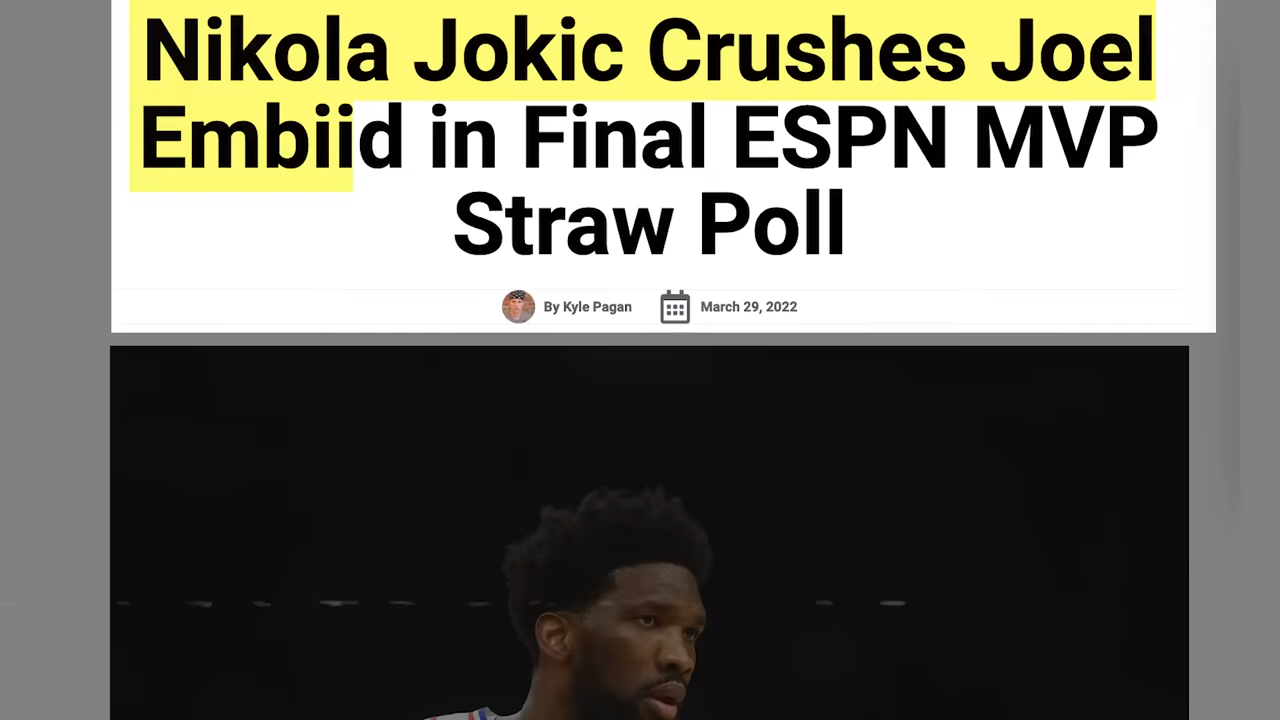 Nikola Jokic Crushes Joel
Embiid in Final ESPN MVP
Straw Poll
By Kyle Pagan March 29, 2022